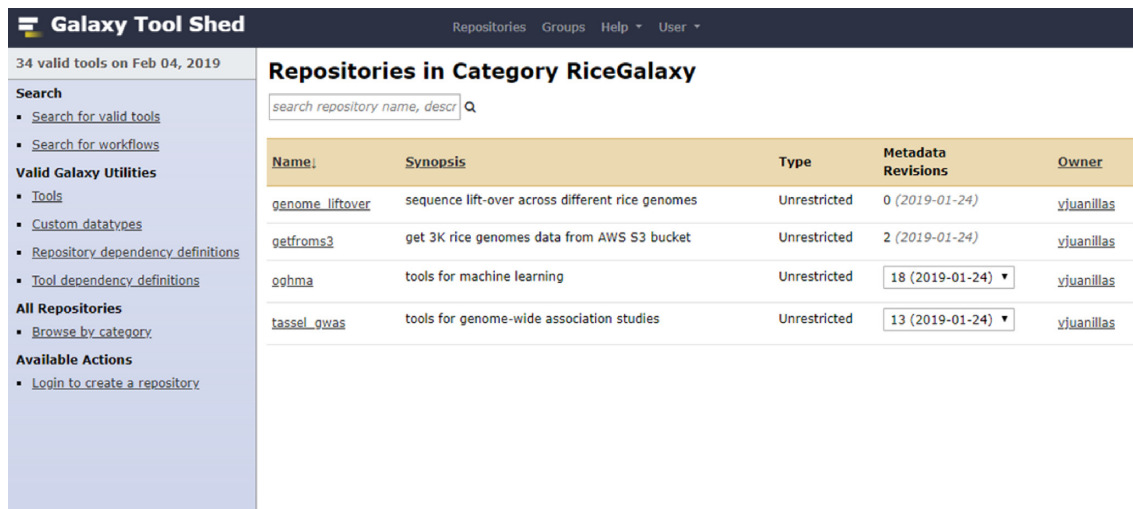 Galaxy Tool Shed
Repositories Groups Help User
34 valid tools on Feb 04, 2019
Search
Search for valid tools
Search for workflows
Valid Galaxy Utilities
Tools
Custom datatypes
Repository dependency definitions
Tool dependency definitions
All Repositories
Browse by category
Available Actions
Login to create a repository
Repositories in Category RiceGalaxy
search repository name, descr
Name↓ Synopsis Type Metadata Revisions Owner
genome_liftover sequence lift-over across different rice genomes Unrestricted 0 (2019-01-24) vjuanillas
getfroms3 get 3K rice genomes data from AWS S3 bucket Unrestricted 2 (2019-01-24) vjuanillas
oghma tools for machine learning Unrestricted 18 (2019-01-24) vjuanillas
tassel_gwas tools for genome-wide association studies Unrestricted 13 (2019-01-24) vjuanillas